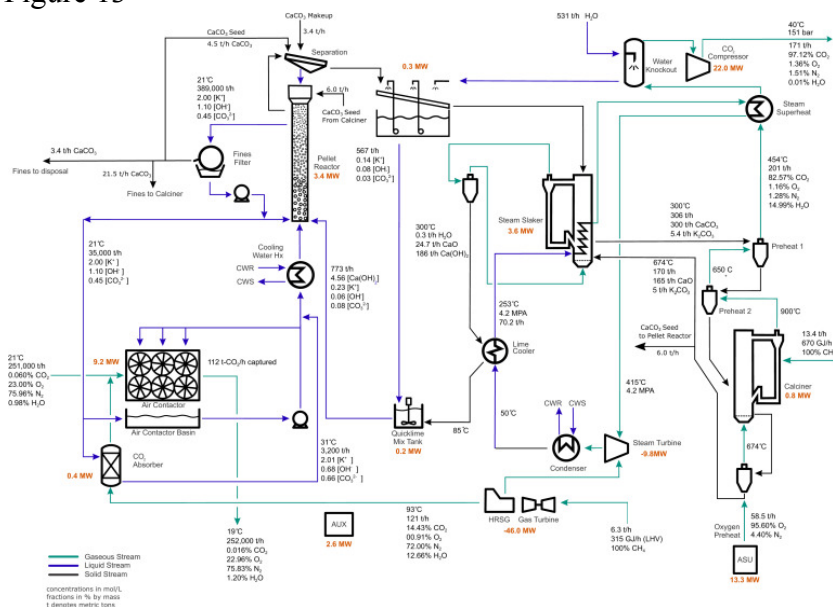 Figure 13
CaCO₃ Makeup
3.4 t/h
CaCO₃ Seed
4.5 t/h CaCO₃
Separation
531 t/h H₂O
Water
Knockout
CO₂
Compressor
22.0 MW
40℃
151 bar
171 t/h
97.12% CO₂
1.36% O₂
1.51% N₂
0.01% H₂O
0.3 MW
21℃
389,000 t/h
2.00 [K⁺]
1.10 [OH⁻]
0.45 [CO₃²⁻]
6.0 t/h
CaCO₃ Seed
From Calciner
Steam
Superheat
3.4 t/h CaCO₃
Fines to disposal
21.5 t/h CaCO₃
Fines to Calciner
Fines
Filter
Pellet
Reactor
3.4 MW
567 t/h
0.14 [K⁺]
0.08 [OH⁻]
0.03 [CO₃²⁻]
454℃
201 t/h
82.57% CO₂
1.16% O₂
1.28% N₂
14.99% H₂O
Steam Slaker
3.6 MW
300℃
306 t/h
300 t/h CaCO₃
5.4 t/h K₂CO₃
Preheat 1
300℃
0.3 t/h H₂O
24.7 t/h CaO
186 t/h Ca(OH)₂
21℃
35,000 t/h
2.00 [K⁺]
1.10 [OH⁻]
0.45 [CO₃²⁻]
Cooling
Water Hx
CWR
CWS
773 t/h
4.56 [Ca(OH)₂]
0.23 [K⁺]
0.06 [OH⁻]
0.08 [CO₃²⁻]
674℃
170 t/h
165 t/h CaO
5 t/h K₂CO₃
650 C
Preheat 2
900℃
253℃
4.2 MPA
70.2 t/h
Lime
Cooler
CaCO₃ Seed
to Pellet Reactor
6.0 t/h
13.4 t/h
670 GJ/h (LHV)
100% CH₄
Calciner
0.8 MW
21℃
251,000 t/h
0.060% CO₂
23.00% O₂
75.96% N₂
0.98% H₂O
9.2 MW
112 t-CO₂/h captured
Air Contactor
Air Contactor Basin
415℃
4.2 MPA
50℃
CWR CWS
85℃
Condenser
Steam Turbine
-9.8MW
Quicklime
Mix Tank
0.2 MW
674℃
CO₂
Absorber
0.4 MW
31℃
3,200 t/h
2.01 [K⁺]
0.68 [OH⁻]
0.66 [CO₃²⁻]
19℃
252,000 t/h
0.016% CO₂
22.96% O₂
75.83% N₂
1.20% H₂O
AUX
2.6 MW
93℃
121 t/h
14.43% CO₂
00.91% O₂
72.00% N₂
12.66% H₂O
HRSG Gas Turbine
-46.0 MW
6.3 t/h
315 GJ/h (LHV)
100% CH₄
Oxygen
Preheat
58.5 t/h
95.60% O₂
4.40% N₂
ASU
13.3 MW
Gaseous Stream
Liquid Stream
Solid Stream
concentrations in mol/L
fractions in % by mass
t denotes metric tons